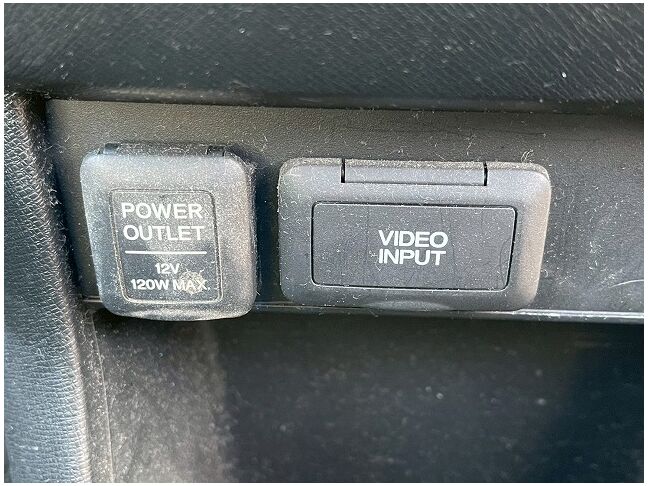 POWER
OUTLET
12V
120W MAX.
VIDEO
INPUT